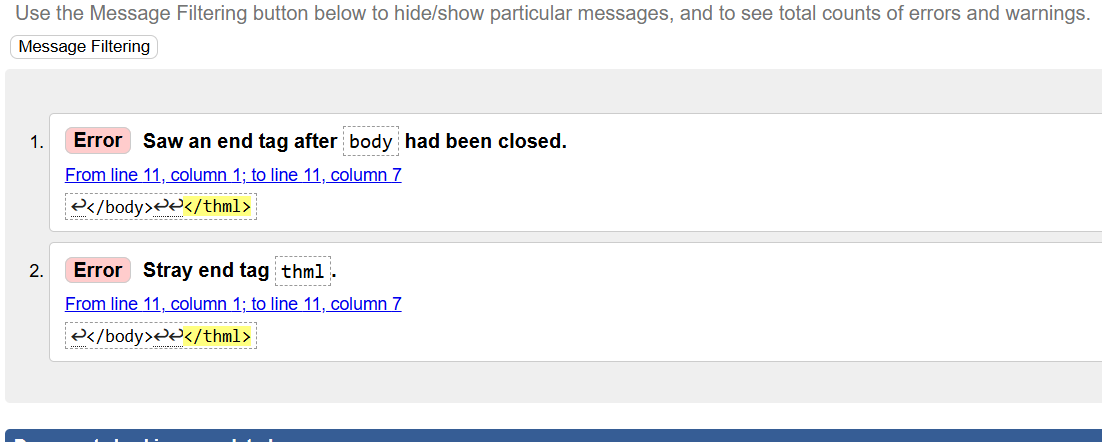 Use the Message Filtering button below to hide/show particular messages, and to see total counts of errors and warnings.
Message Filtering
1. Error Saw an end tag after body had been closed.
From line 11, column 1; to line 11, column 7
↩</body>↩↩</thml>
2. Error Stray end tag thml.
From line 11, column 1; to line 11, column 7
↩</body>↩↩</thml>